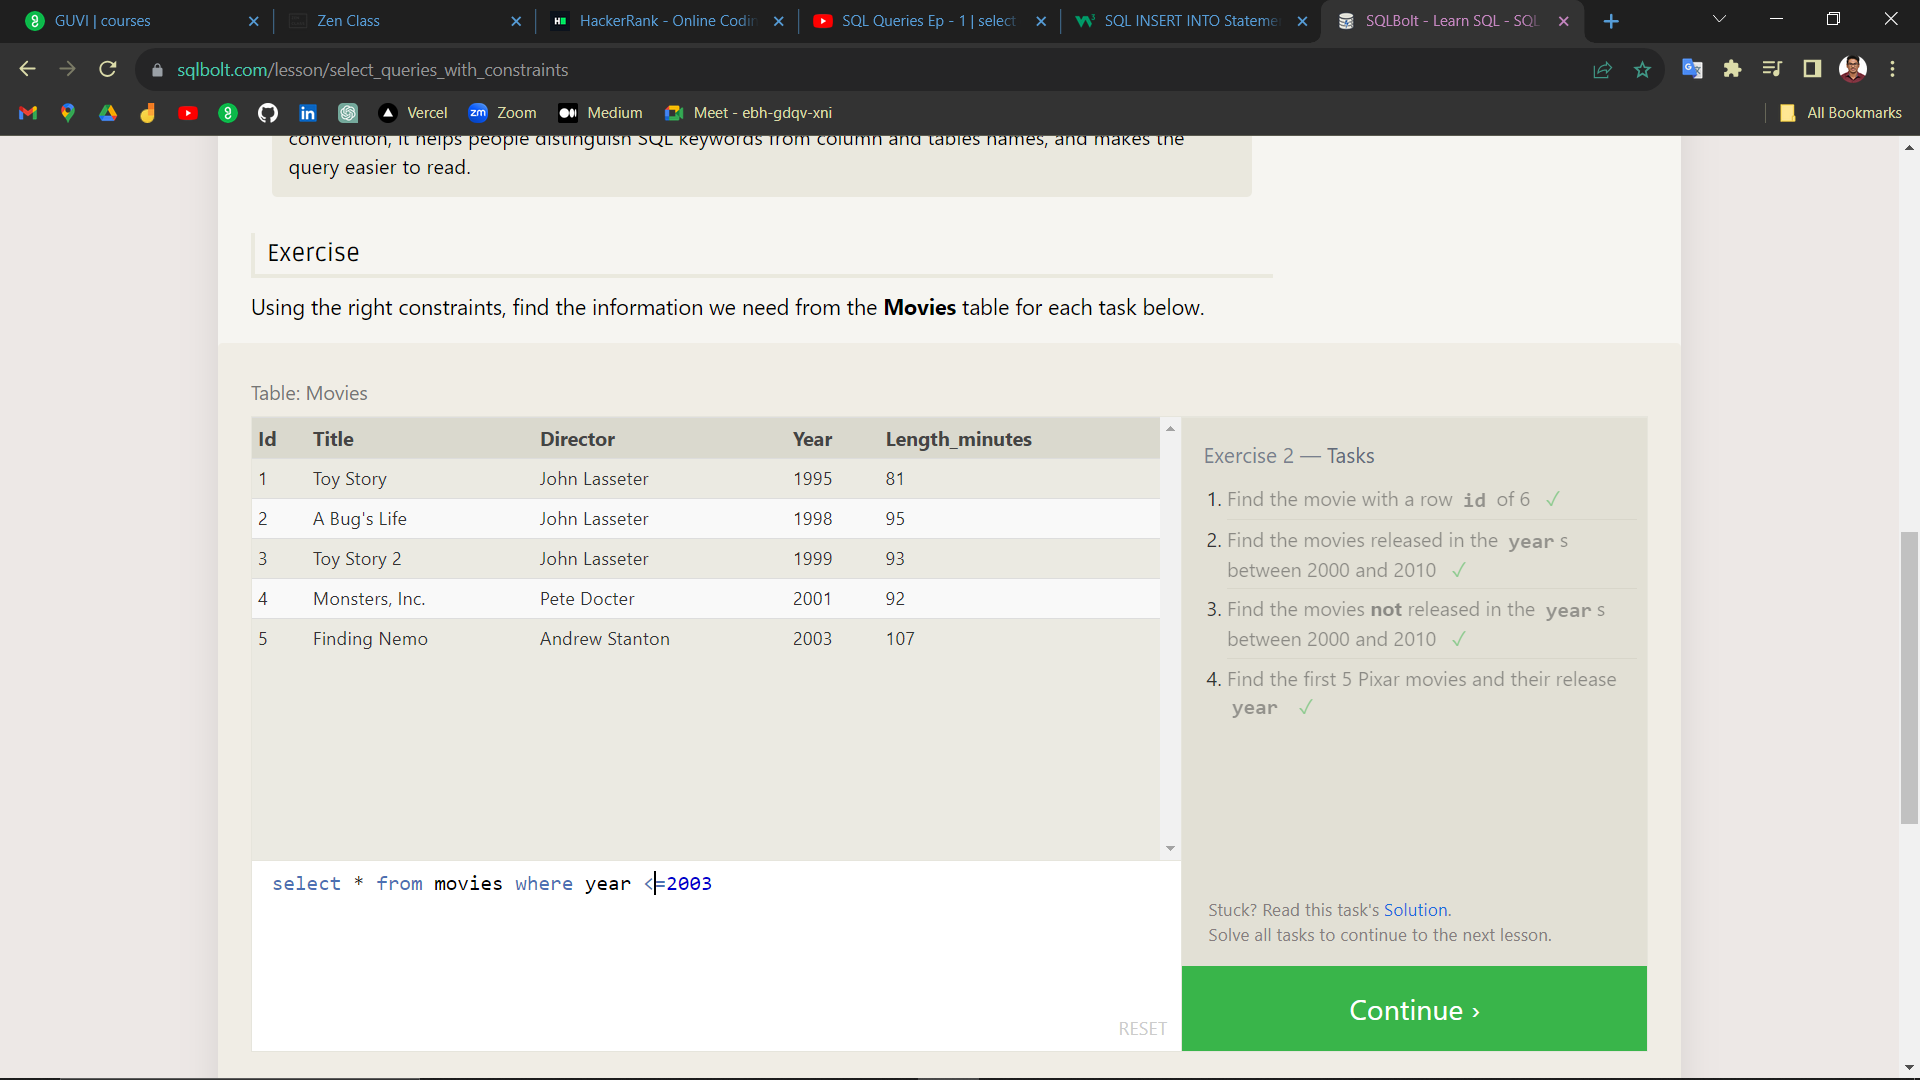 GUVI | courses
Zen Class
HackerRank - Online Codin
SQL Queries Ep - 1 | select
SQL INSERT INTO Stateme
SQLBolt - Learn SQL - SQL
sqlbolt.com/lesson/select_queries_with_constraints
Vercel
Zoom
Medium
Meet - ebh-gdqv-xni
All Bookmarks
convention, it helps people distinguish SQL keywords from column and tables names, and makes the
query easier to read.
Exercise
Using the right constraints, find the information we need from the Movies table for each task below.
Table: Movies
Id Title Director Year Length_minutes
1 Toy Story John Lasseter 1995 81
2 A Bug's Life John Lasseter 1998 95
3 Toy Story 2 John Lasseter 1999 93
4 Monsters, Inc. Pete Docter 2001 92
5 Finding Nemo Andrew Stanton 2003 107
select * from movies where year <=2003
RESET
Exercise 2 — Tasks
1. Find the movie with a row id of 6 ✓
2. Find the movies released in the year s
between 2000 and 2010 ✓
3. Find the movies not released in the year s
between 2000 and 2010 ✓
4. Find the first 5 Pixar movies and their release
year ✓
Stuck? Read this task's Solution.
Solve all tasks to continue to the next lesson.
Continue ›